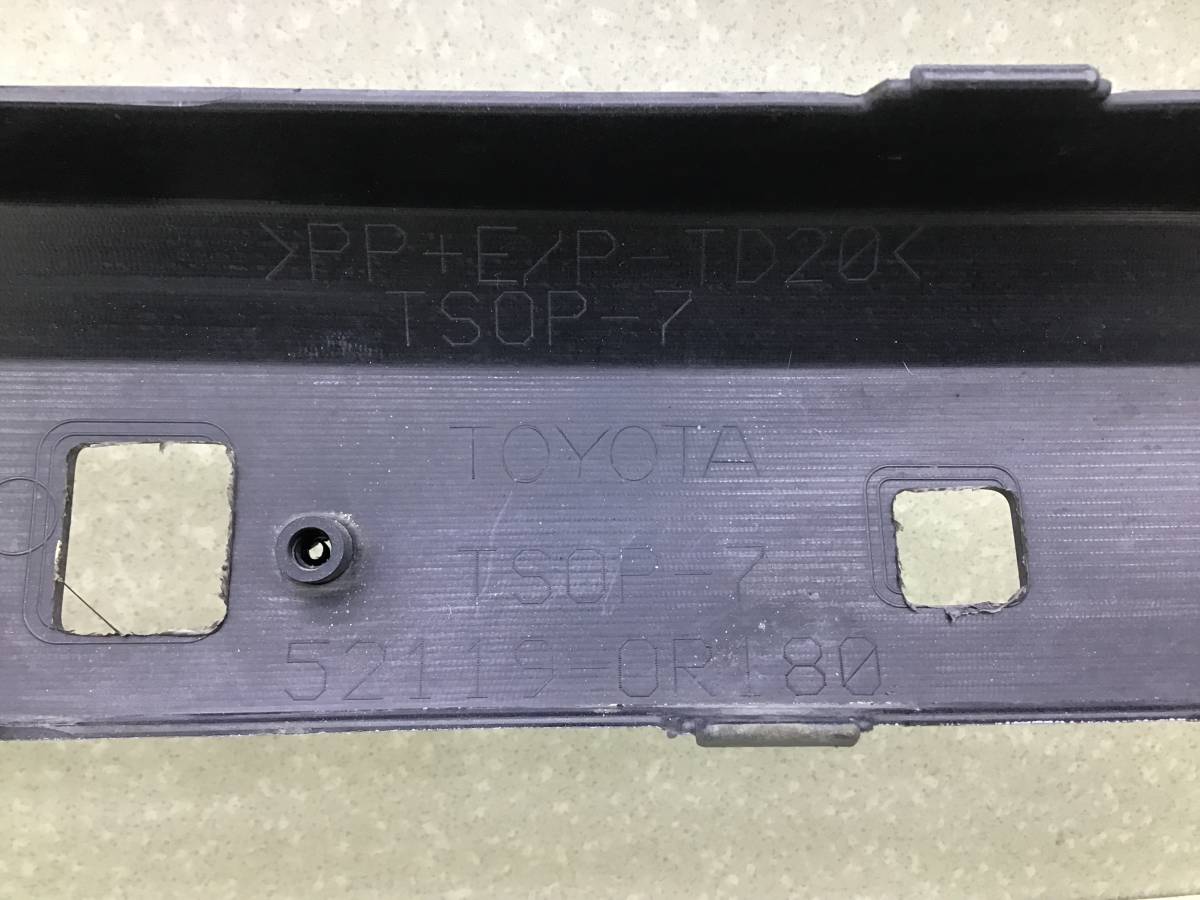 >PP+E/P-TD20<
TSOP-7
TOYOTA
TSOP-7
52119-0R180